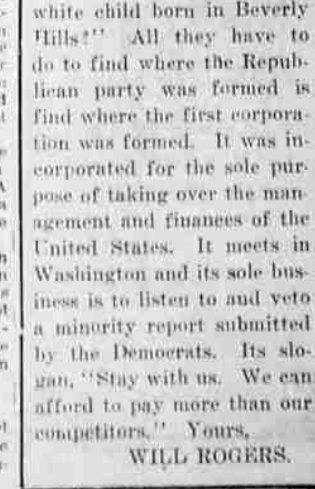 white child born in Beverly
Hills?" All they have to
do to find where the Repub-
lican party was formed is
find where the first corpora-
tion was formed. It was in-
corporated for the sole pur-
pose of taking over the man-
agement and finances of the
United States. It meets in
Washington and its sole bus-
iness is to listen to and veto
a minority report submitted
by the Democrats. Its slo-
gan, "Stay with us. We can
afford to pay more than our
competitors." Yours,
WILL ROGERS.